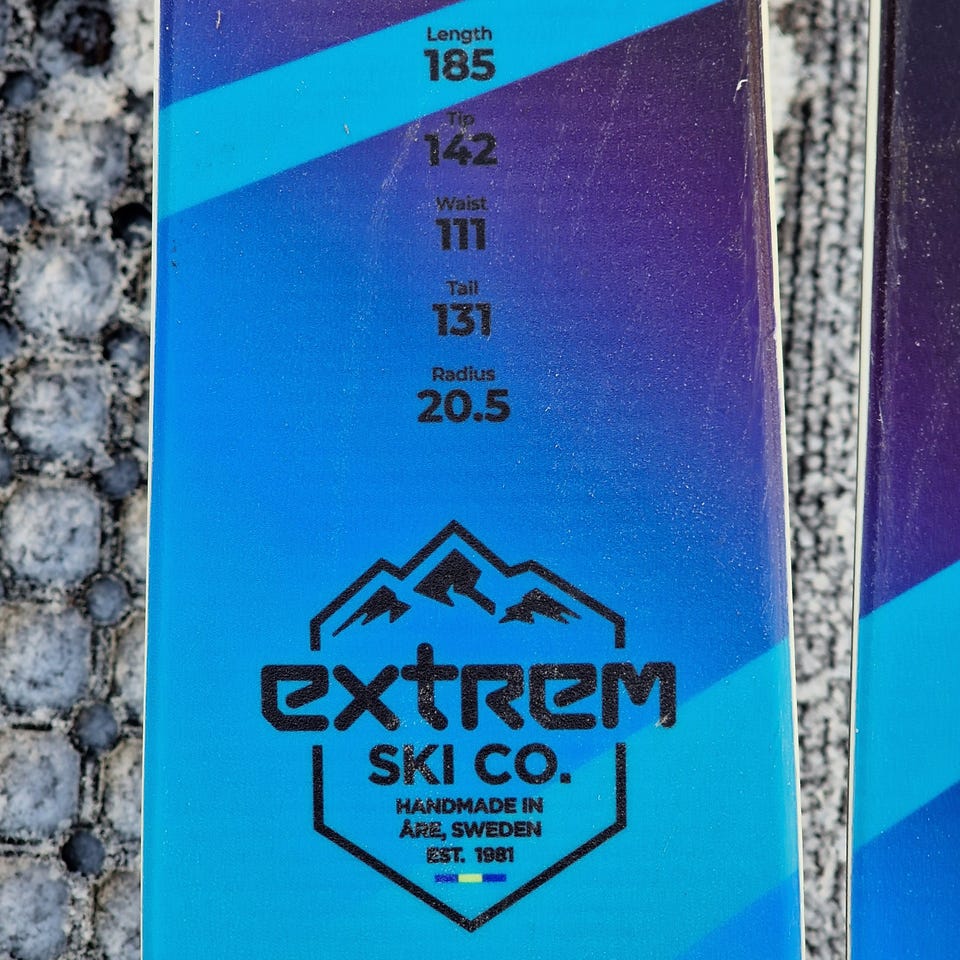 Length
185
Tip
142
Waist
111
Tail
131
Radius
20.5
extrem
SKI CO.
HANDMADE IN
ÅRE, SWEDEN
EST. 1981